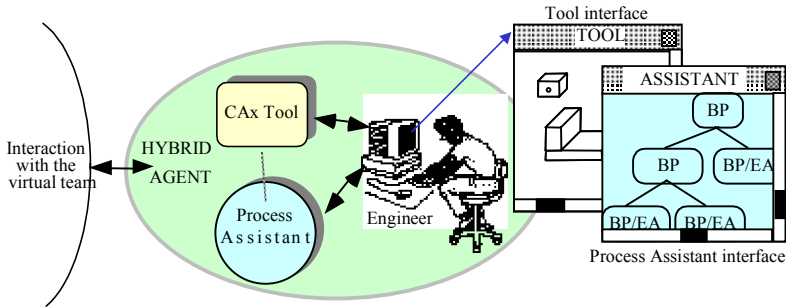 Tool interface
TOOL
ASSISTANT
BP
BP
BP/EA
BP/EA
BP/EA
Process Assistant interface
CAx Tool
HYBRID
AGENT
Interaction
with the
virtual team
Process
Assistant
Engineer